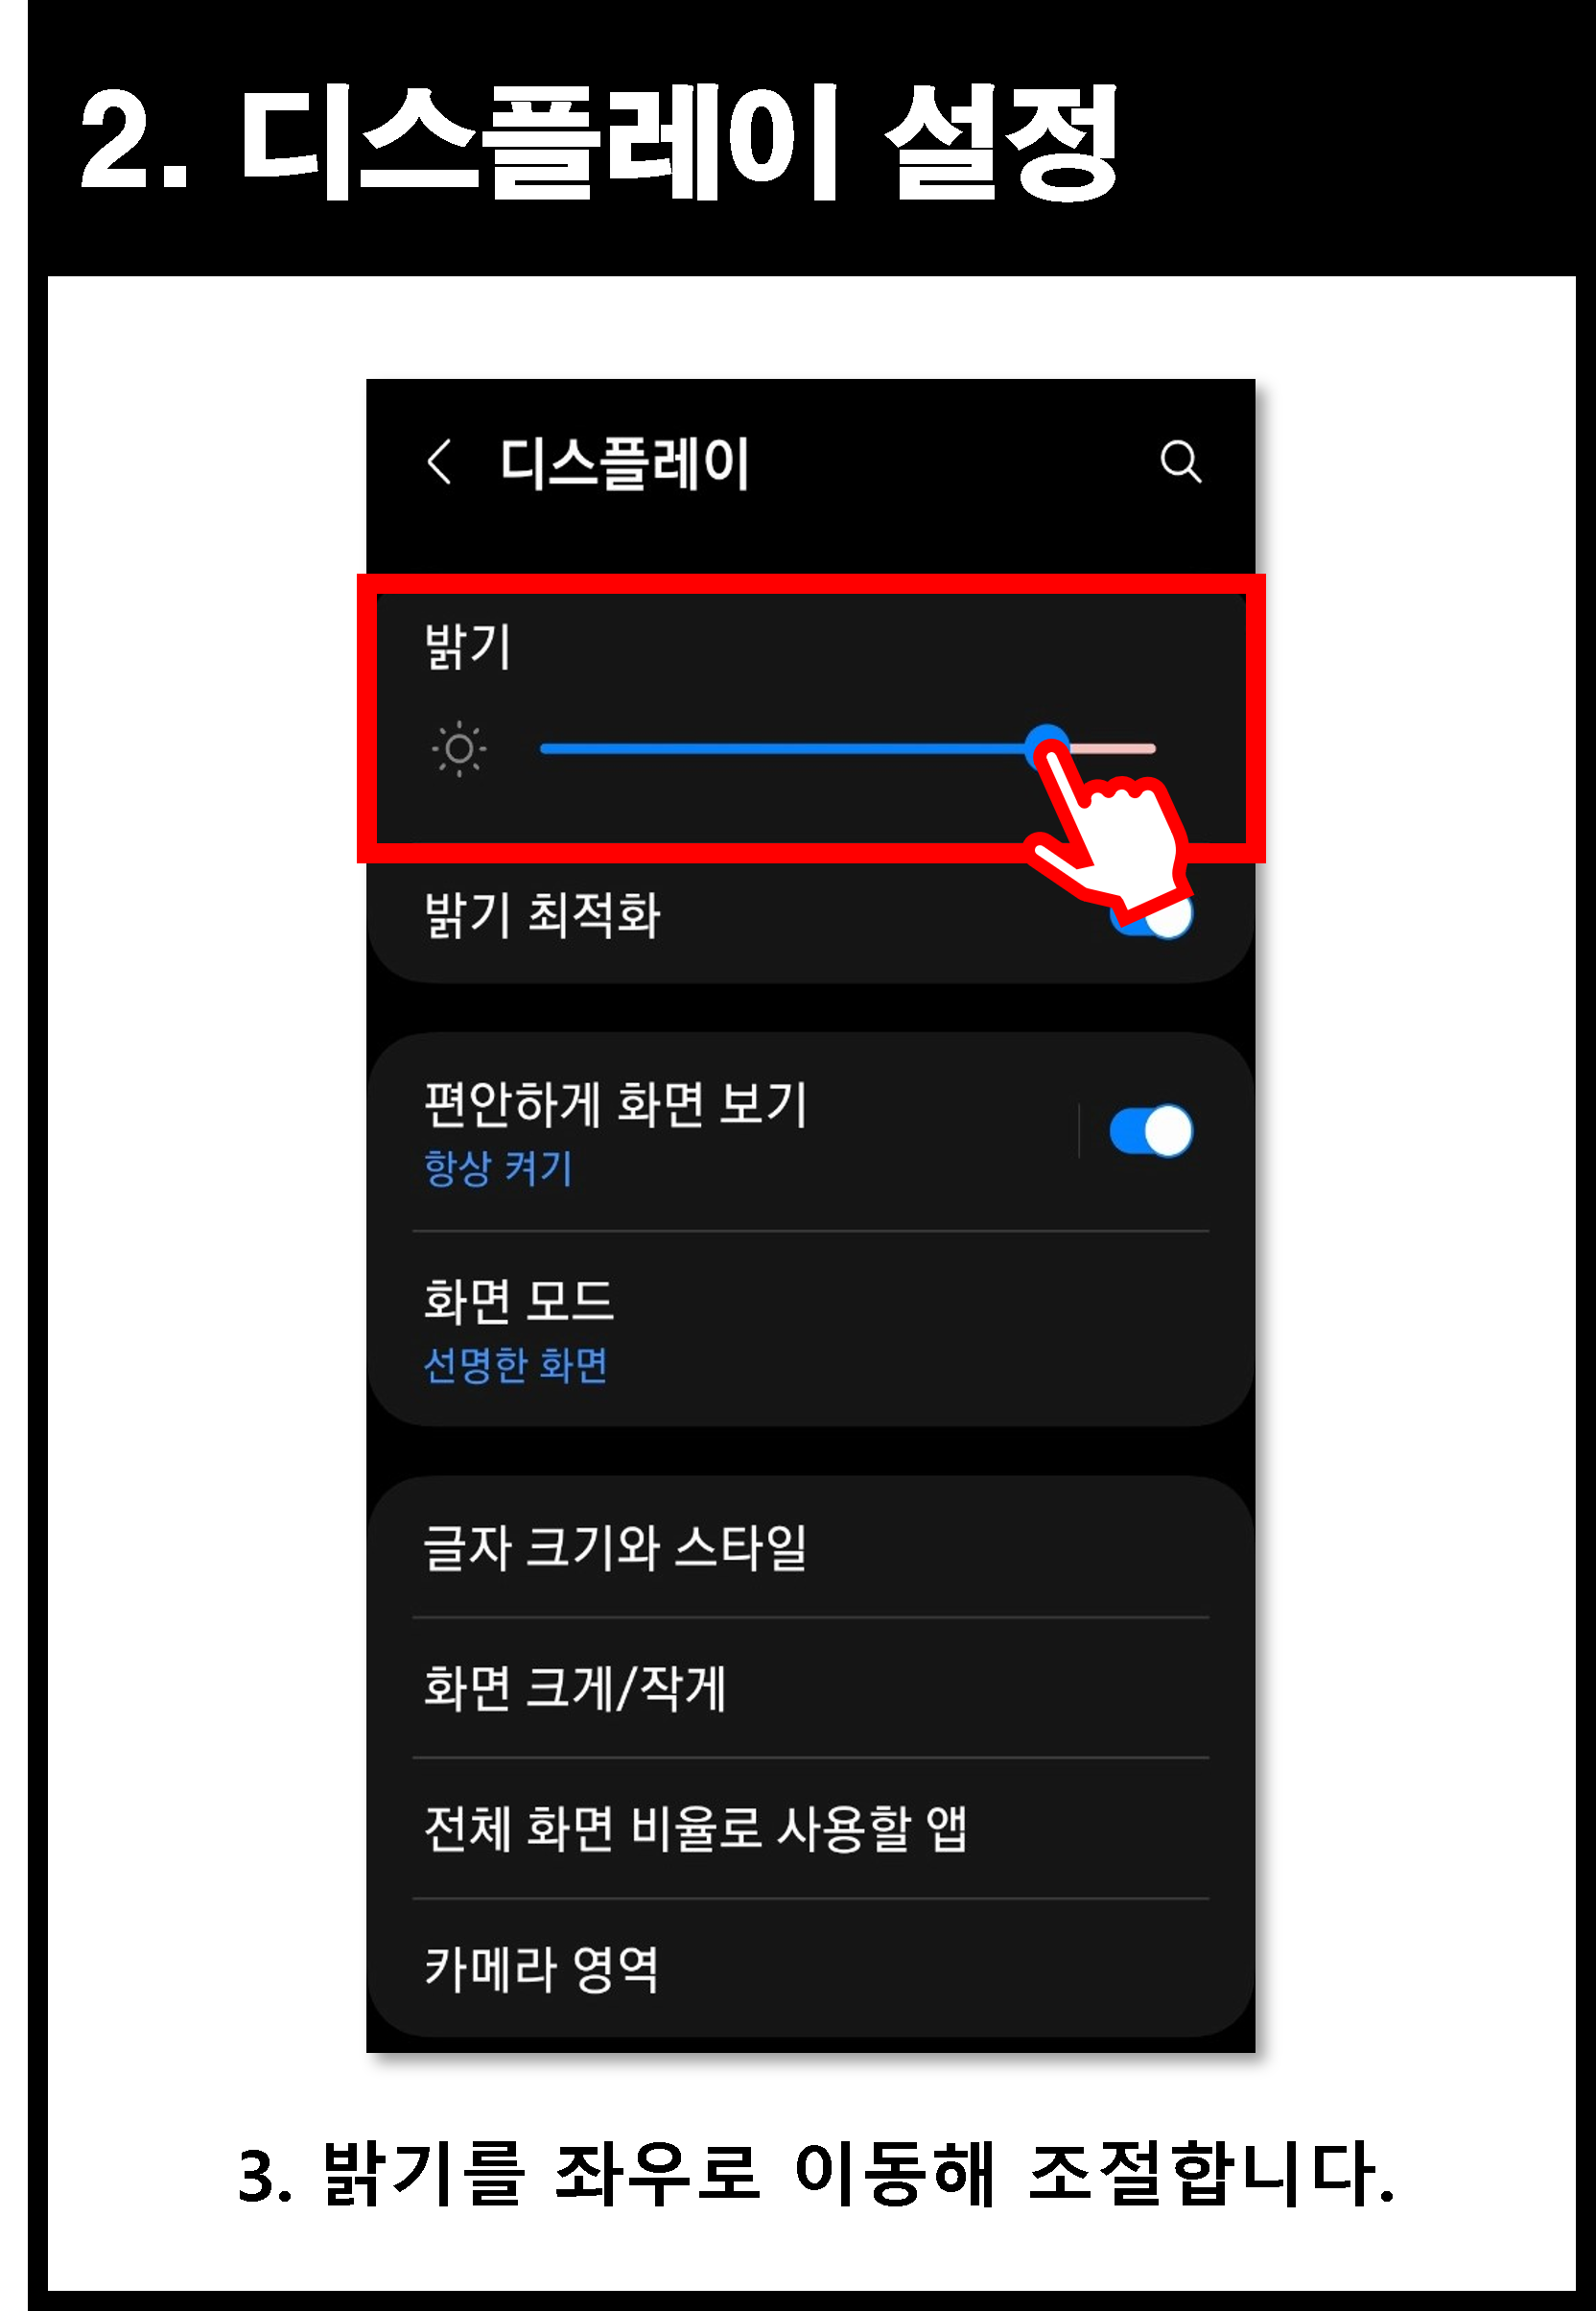 2. 디스플레이 설정
디스플레이
밝기
밝기 최적화
편안하게 화면 보기
항상 켜기
화면 모드
선명한 화면
글자 크기와 스타일
화면 크게/작게
전체 화면 비율로 사용할 앱
카메라 영역
3. 밝기를 좌우로 이동해 조절합니다.